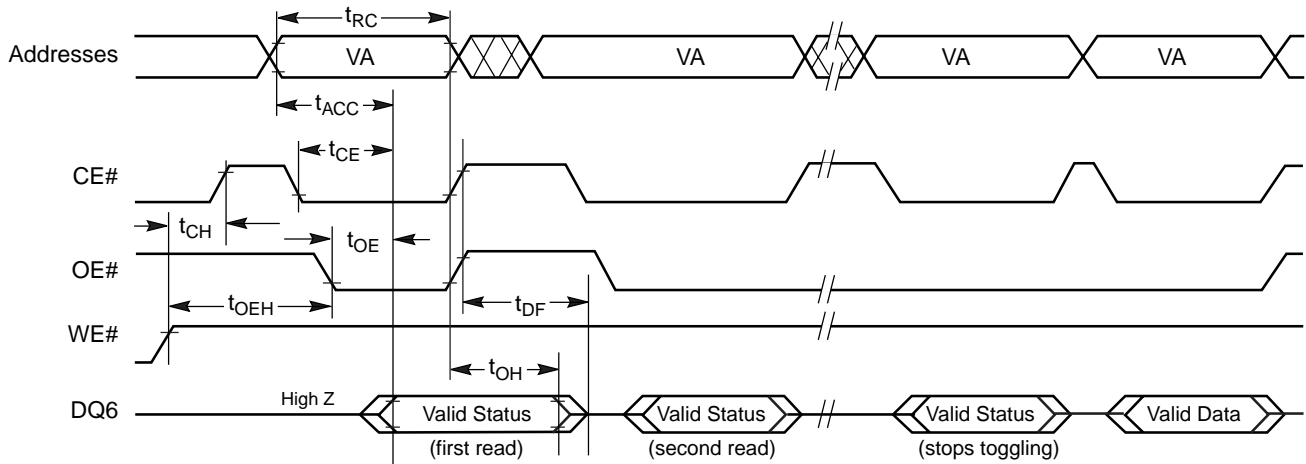 tRC
Addresses VA VA VA VA
tACC
tCE
CE#
tCH tOE
OE#
tOEH tDF
WE#
tOH
High Z
DQ6 Valid Status Valid Status Valid Status Valid Data
(first read) (second read) (stops toggling)